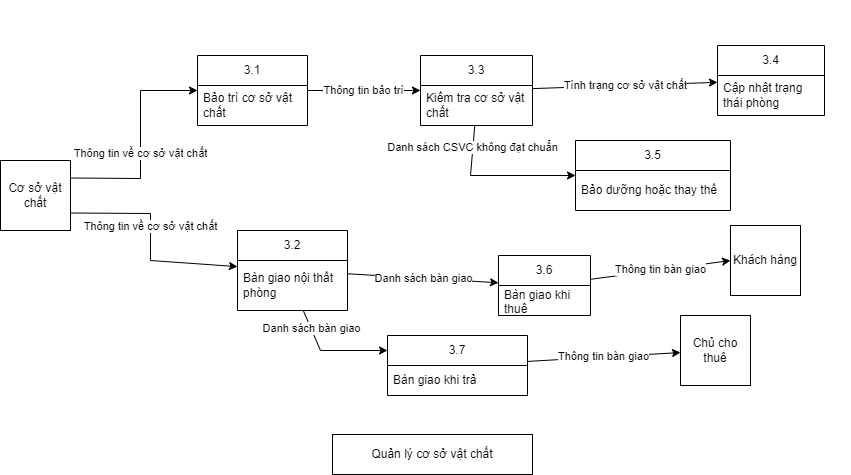 3.1
Bảo trì cơ sở vật
chất
Thông tin bảo trì
3.3
Kiểm tra cơ sở vật
chất
Tình trạng cơ sở vật chất
3.4
Cập nhật trạng
thái phòng
Thông tin về cơ sở vật chất
Danh sách CSVC không đạt chuẩn
3.5
Bảo dưỡng hoặc thay thế
Cơ sở vật
chất
Thông tin về cơ sở vật chất
3.2
Bàn giao nội thất
phòng
Danh sách bàn giao
3.6
Bàn giao khi
thuê
Thông tin bàn giao
Khách hàng
Danh sách bàn giao
3.7
Bàn giao khi trả
Thông tin bàn giao
Chủ cho
thuê
Quản lý cơ sở vật chất